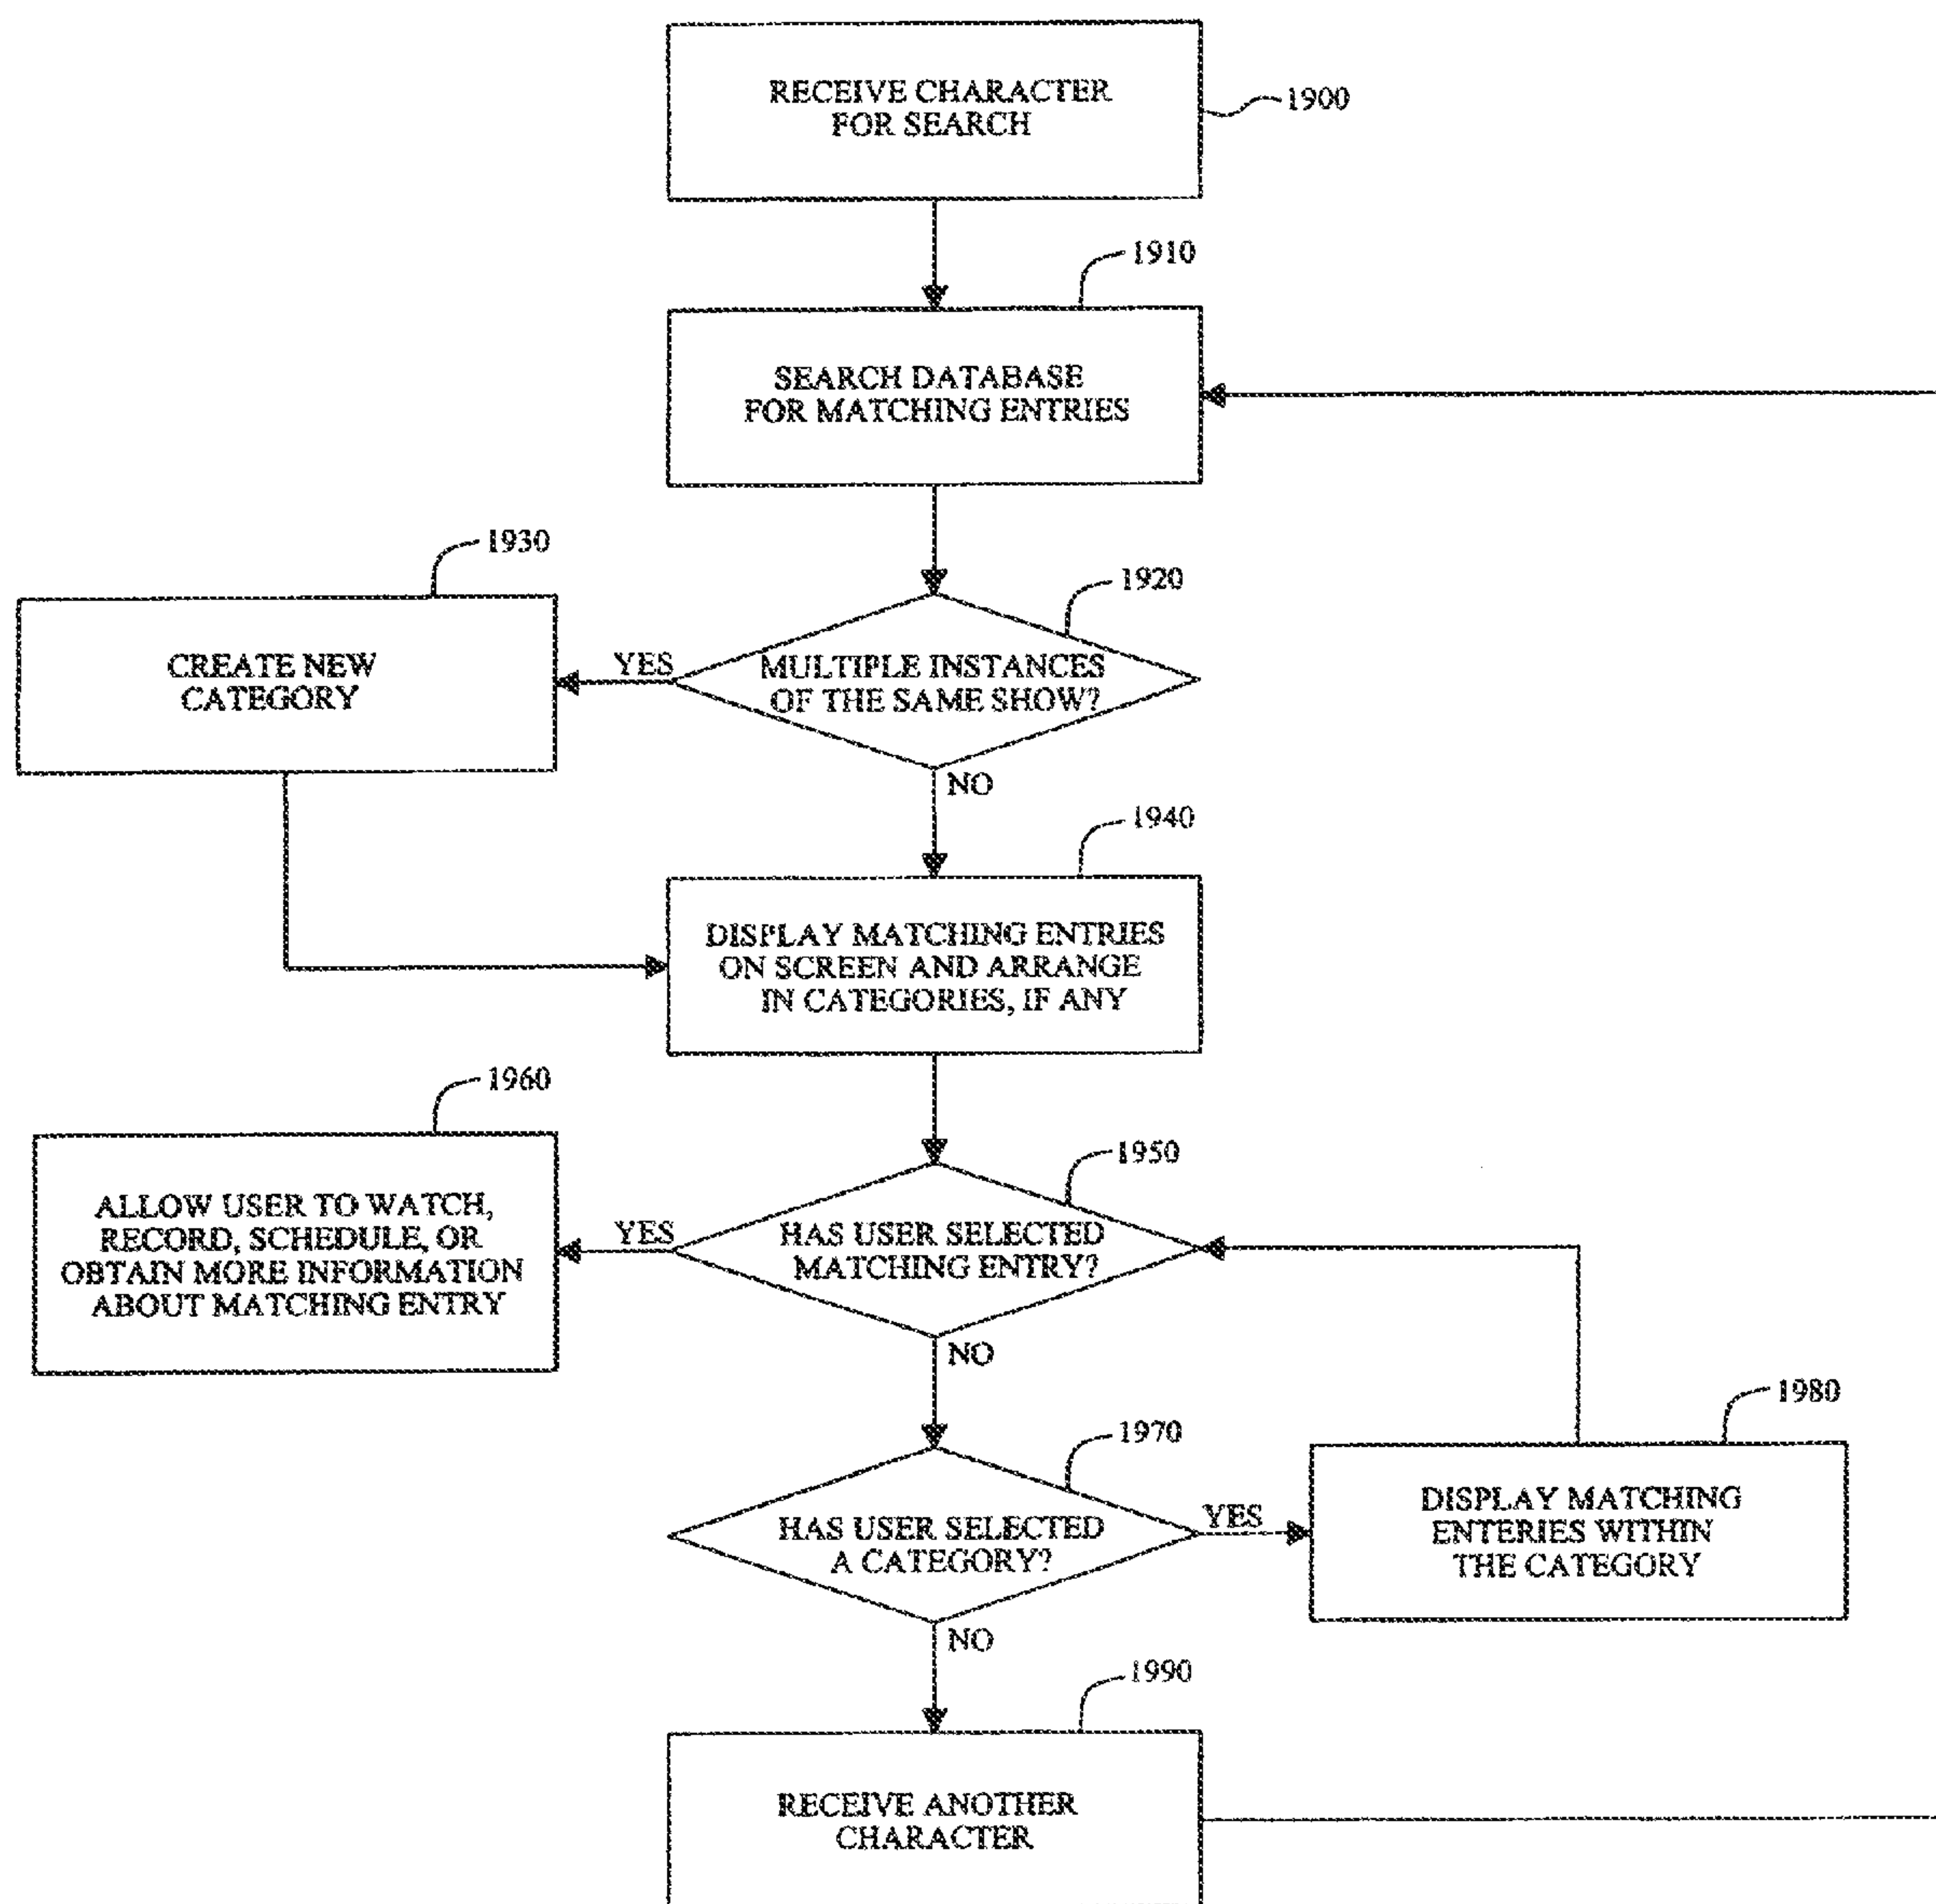 RECEIVE CHARACTER
FOR SEARCH
1900
1910
SEARCH DATABASE
FOR MATCHING ENTRIES
1930
1920
CREATE NEW
CATEGORY
YES
MULTIPLE INSTANCES
OF THE SAME SHOW?
NO
1940
DISPLAY MATCHING ENTRIES
ON SCREEN AND ARRANGE
IN CATEGORIES, IF ANY
1960
1950
ALLOW USER TO WATCH,
RECORD, SCHEDULE, OR
OBTAIN MORE INFORMATION
ABOUT MATCHING ENTRY
YES
HAS USER SELECTED
MATCHING ENTRY?
NO
1970
1980
HAS USER SELECTED
A CATEGORY?
YES
DISPLAY MATCHING
ENTERIES WITHIN
THE CATEGORY
NO
1990
RECEIVE ANOTHER
CHARACTER